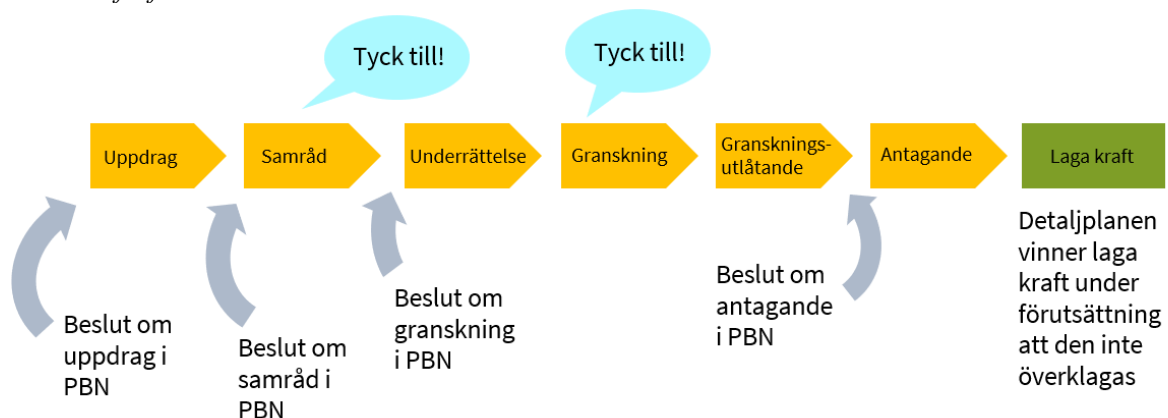 Tyck till!
Tyck till!
Uppdrag
Samråd
Underrättelse
Granskning
Gransknings-
utlåtande
Antagande
Laga kraft
Beslut om
uppdrag i
PBN
Beslut om
samråd i
PBN
Beslut om
granskning
i PBN
Beslut om
antagande
i PBN
Detaljplanen
vinner laga
kraft under
förutsättning
att den inte
överklagas